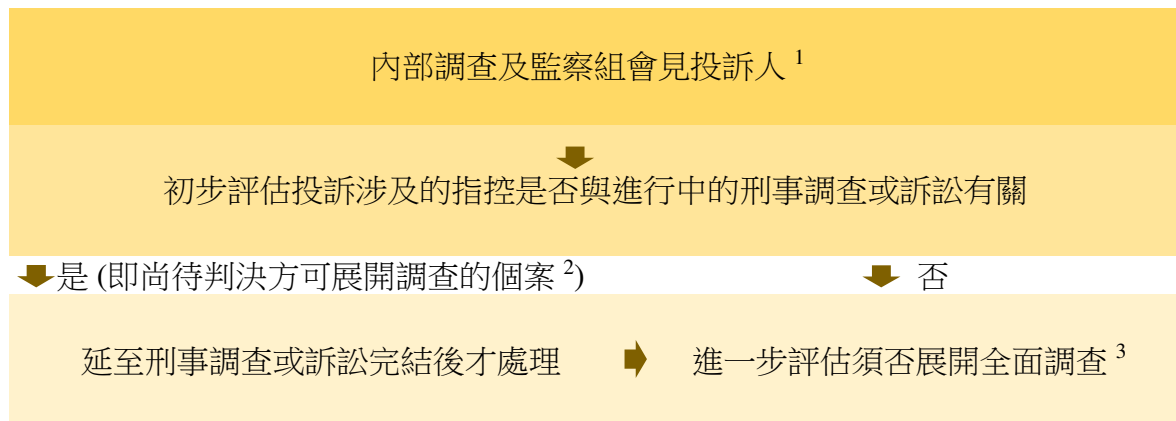 內部調查及監察組會見投訴人 1
初步評估投訴涉及的指控是否與進行中的刑事調查或訴訟有關
是 (即尚待判決方可展開調查的個案 2)
否
延至刑事調查或訴訟完結後才處理
進一步評估須否展開全面調查 3